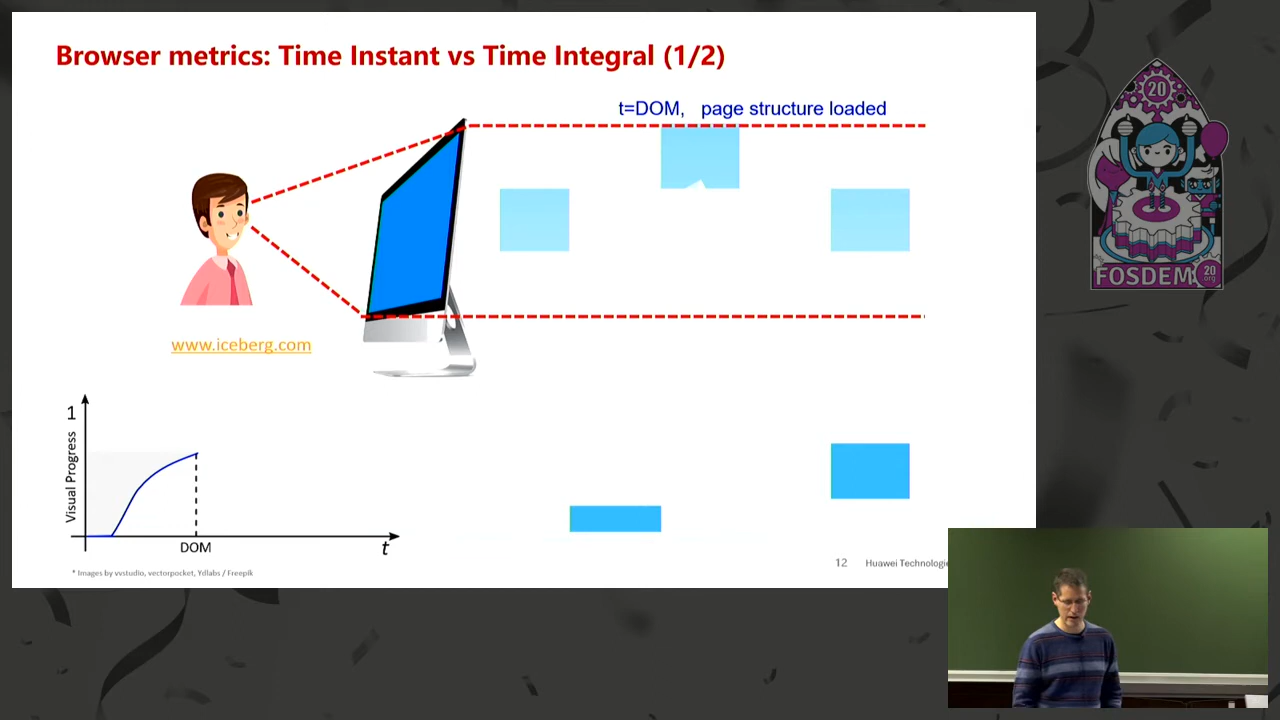 Browser metrics: Time Instant vs Time Integral (1/2)
t=DOM, page structure loaded
www.iceberg.com
1
Visual Progress
DOM
t
* Images by vvstudio, vectorpocket, Ydlabs / Freepik
12
Huawei
20
FOSDEM
20
.org